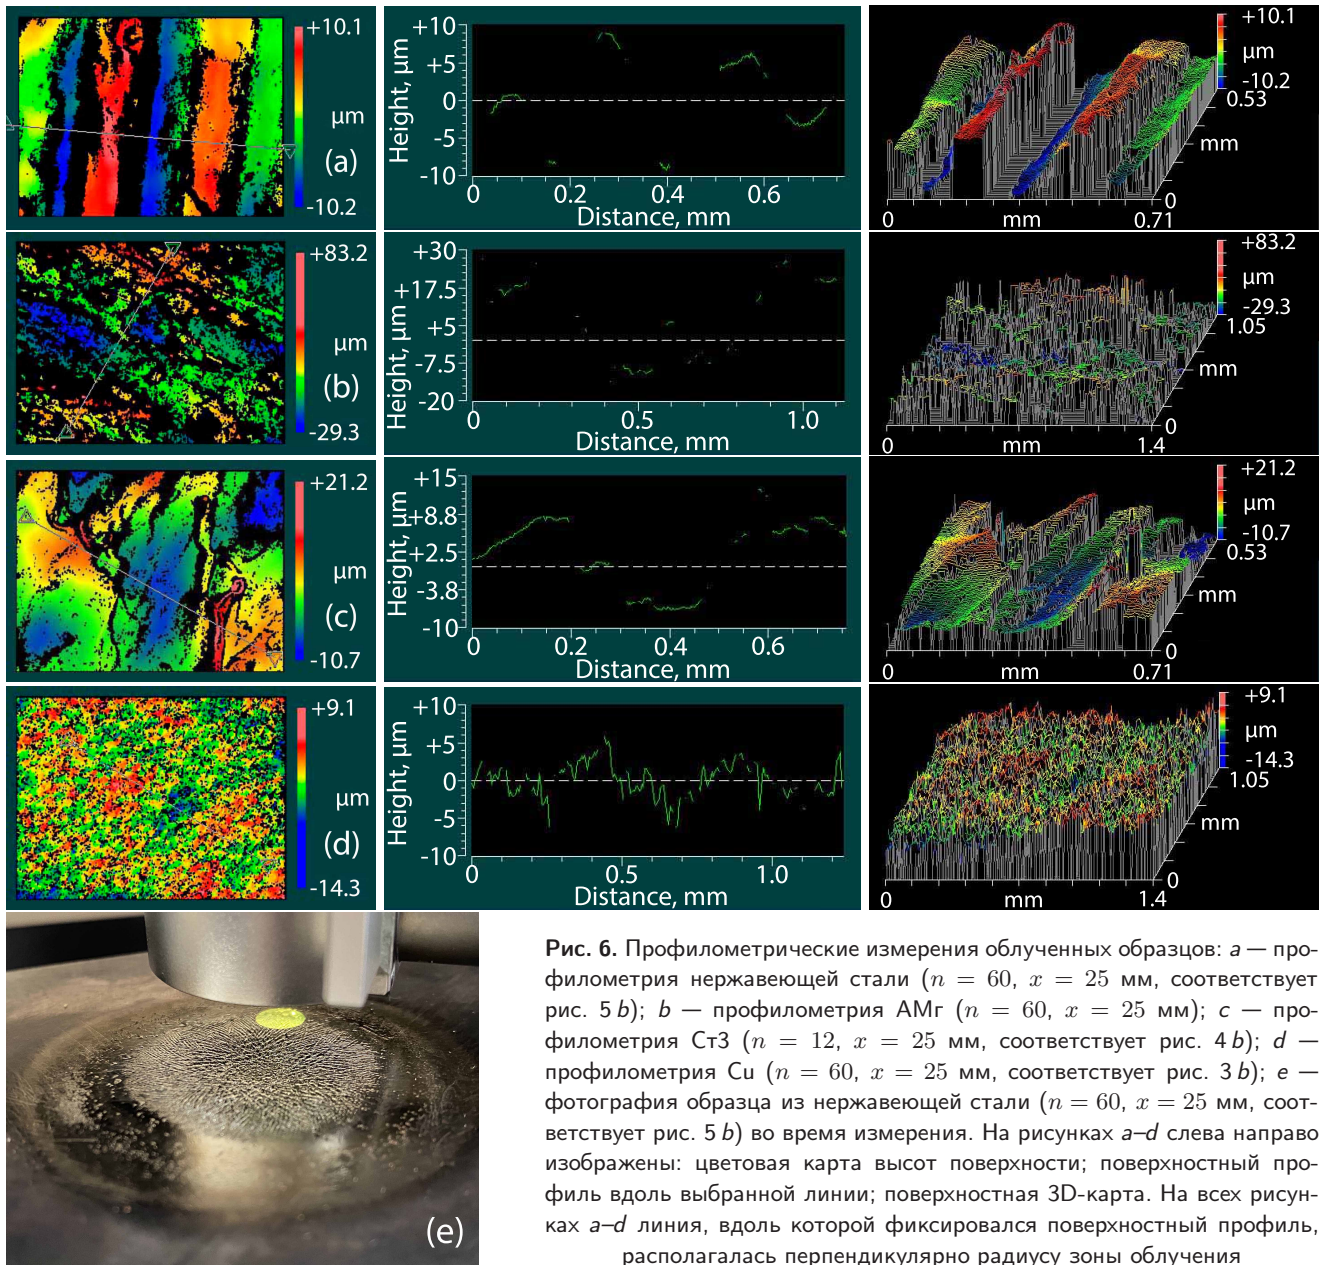 +10.1
µm
(a)
-10.2
Height, µm
+10
+5
0
-5
-10
0
0.2
0.4
0.6
Distance, mm
+10.1
µm
-10.2
0.53
mm
0
0
mm
0.71
+83.2
µm
(b)
-29.3
Height, µm
+30
+17.5
+5
-7.5
-20
0
0.5
1.0
Distance, mm
+83.2
µm
-29.3
1.05
mm
0
0
mm
1.4
+21.2
µm
(c)
-10.7
Height, µm
+15
+8.8
+2.5
-3.8
-10
0
0.2
0.4
0.6
Distance, mm
+21.2
µm
-10.7
0.53
mm
0
0
mm
0.71
+9.1
µm
(d)
-14.3
Height, µm
+10
+5
0
-5
-10
0
0.5
1.0
Distance, mm
+9.1
µm
-14.3
1.05
mm
0
0
mm
1.4
(e)
Рис. 6. Профилометрические измерения облученных образцов: a — про-
филометрия нержавеющей стали (n = 60, x = 25 мм, соответствует
рис. 5 b); b — профилометрия АМг (n = 60, x = 25 мм); c — про-
филометрия Ст3 (n = 12, x = 25 мм, соответствует рис. 4 b); d —
профилометрия Cu (n = 60, x = 25 мм, соответствует рис. 3 b); e —
фотография образца из нержавеющей стали (n = 60, x = 25 мм, соот-
ветствует рис. 5 b) во время измерения. На рисунках a–d слева направо
изображены: цветовая карта высот поверхности; поверхностный про-
филь вдоль выбранной линии; поверхностная 3D-карта. На всех рисун-
ках a–d линия, вдоль которой фиксировался поверхностный профиль,
располагалась перпендикулярно радиусу зоны облучения